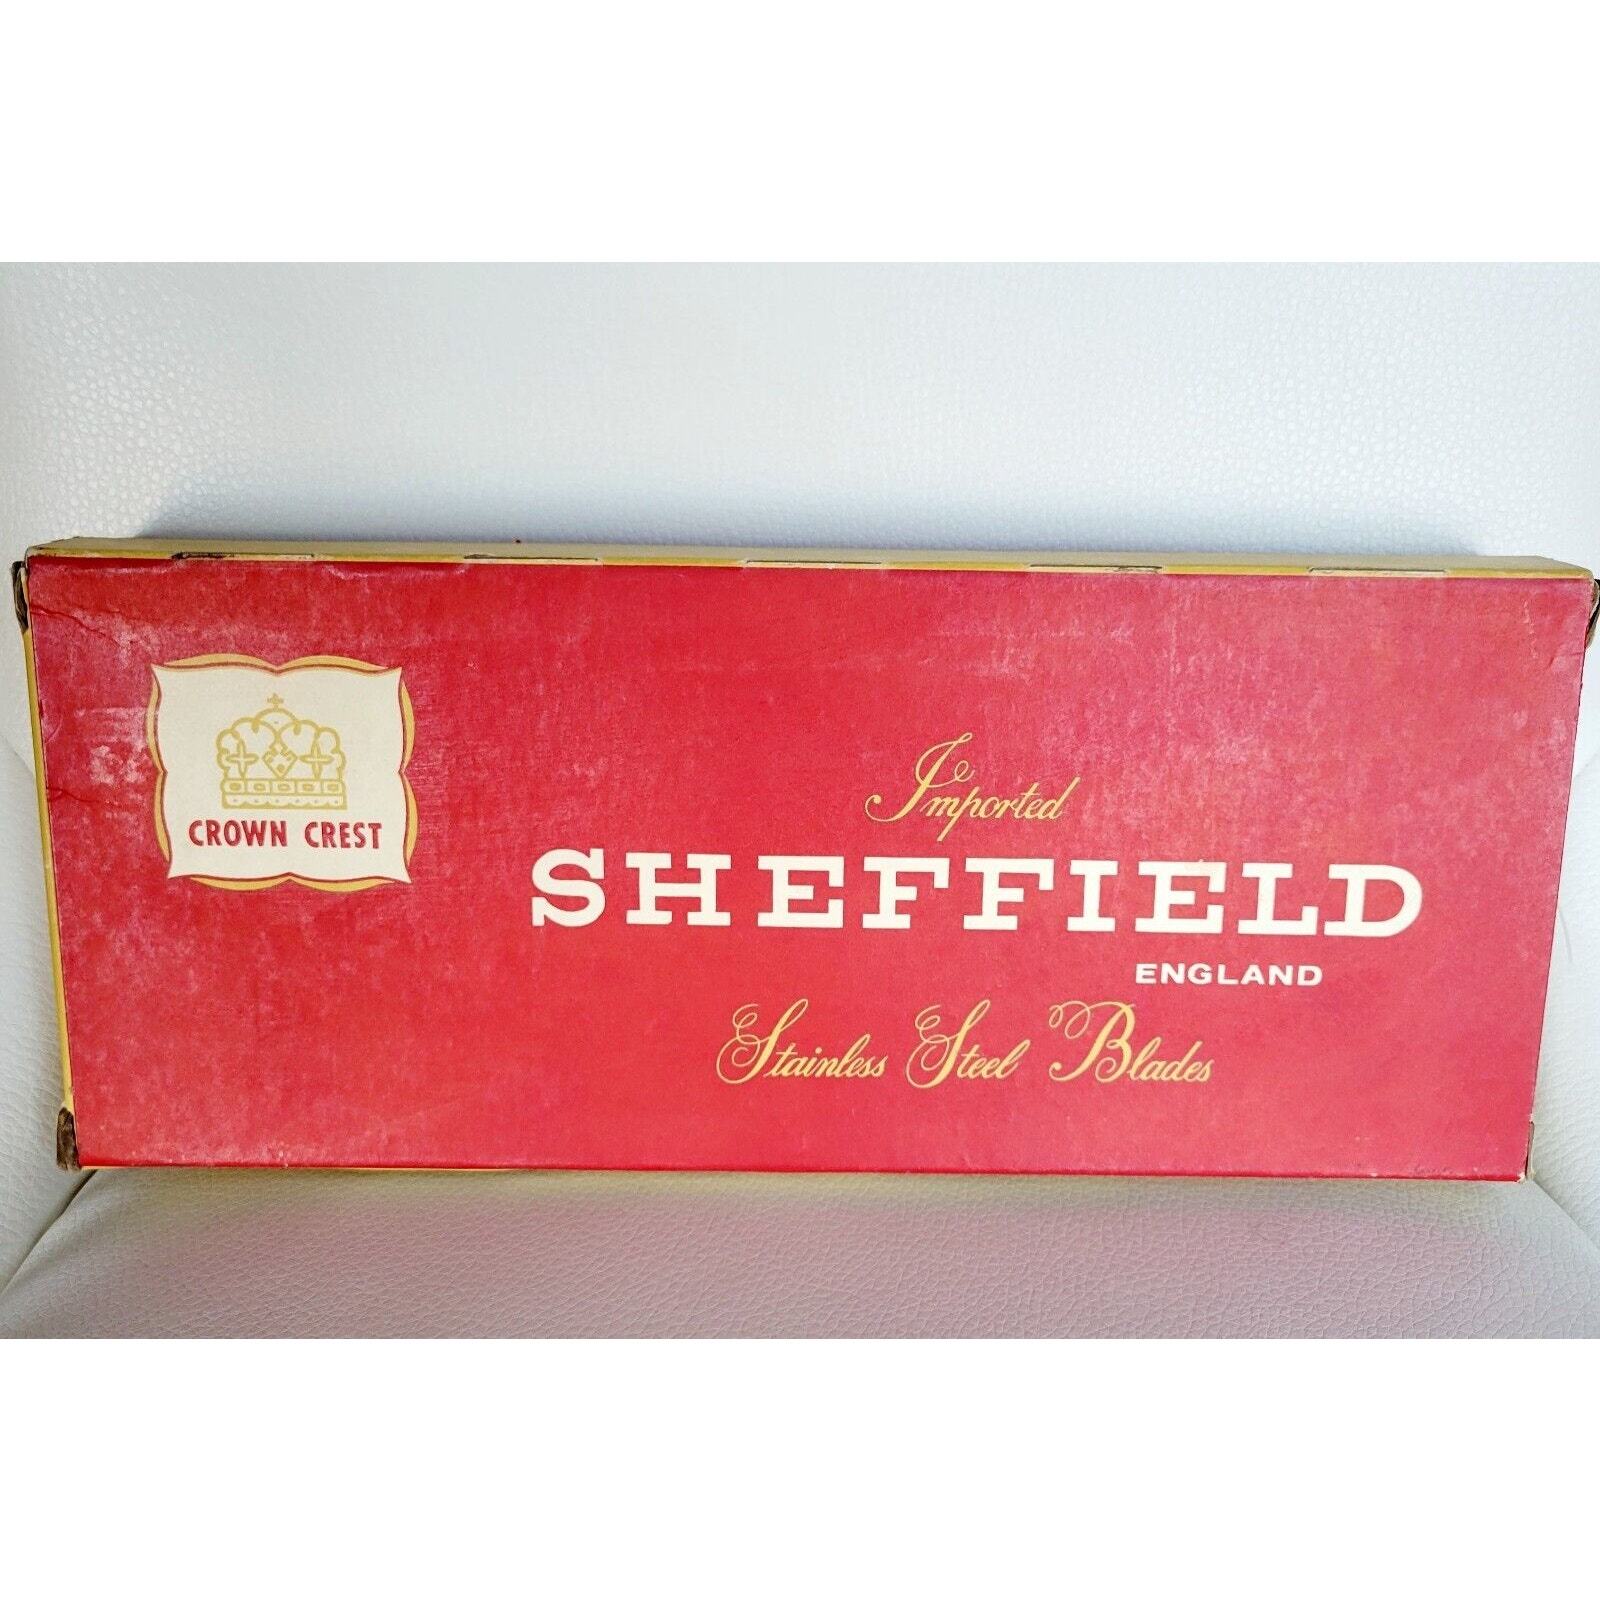 CROWN CREST
Imported
SHEFFIELD
ENGLAND
Stainless Steel Blades